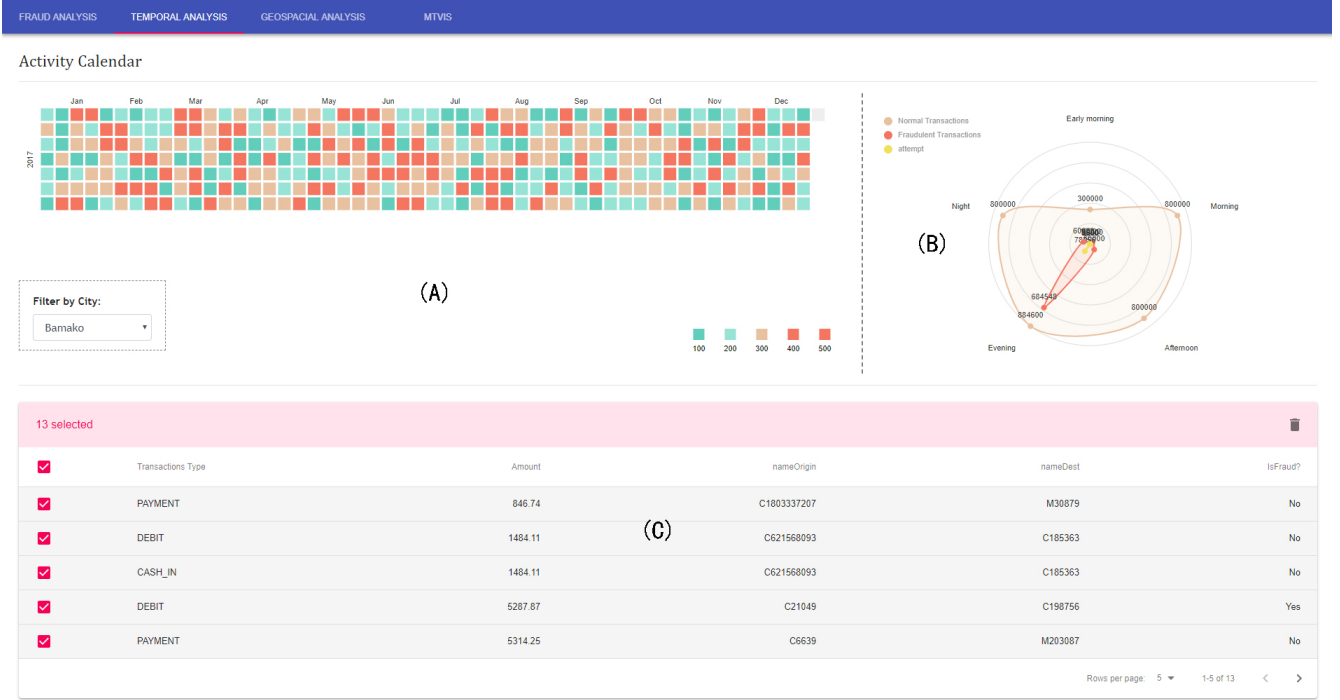 FRAUD ANALYSIS TEMPORAL ANALYSIS GEOSPACIAL ANALYSIS MTVIS
Activity Calendar
Jan Feb Mar Apr May Jun Jul Aug Sep Oct Nov Dec
2017
Filter by City:
Bamako
(A)
100 200 300 400 500
Normal Transactions
Fraudulent Transactions
attempt
Early morning
Night 800000 300000 800000 Morning
(B)
684548
884600 800000
Evening Afternoon
13 selected
Transactions Type Amount nameOrigin nameDest IsFraud?
PAYMENT 846.74 C1803337207 M30879 No
(C)
DEBIT 1484.11 C621568093 C185363 No
CASH_IN 1484.11 C621568093 C185363 No
DEBIT 5287.87 C21049 C198756 Yes
PAYMENT 5314.25 C6639 M203087 No
Rows per page: 5 1-5 of 13